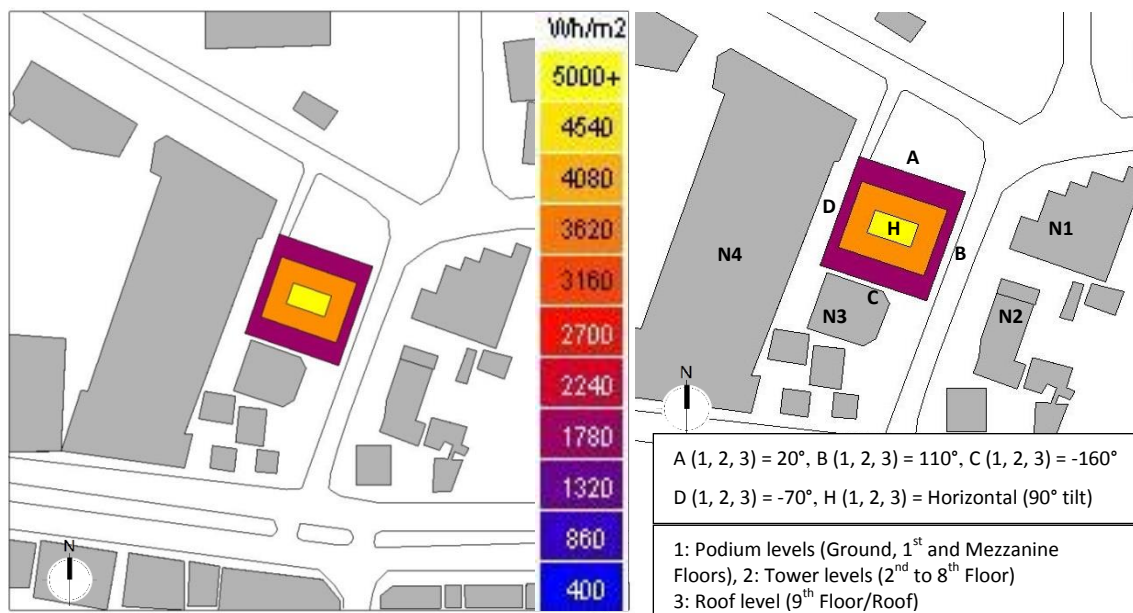 N
Wh/m2
5000+
4540
4080
3620
3160
2700
2240
1780
1320
860
400
A
D
H
B
C
N1
N4
N3
N2
N
A (1, 2, 3) = 20°, B (1, 2, 3) = 110°, C (1, 2, 3) = -160°
D (1, 2, 3) = -70°, H (1, 2, 3) = Horizontal (90° tilt)
1: Podium levels (Ground, 1st and Mezzanine
Floors), 2: Tower levels (2nd to 8th Floor)
3: Roof level (9th Floor/Roof)